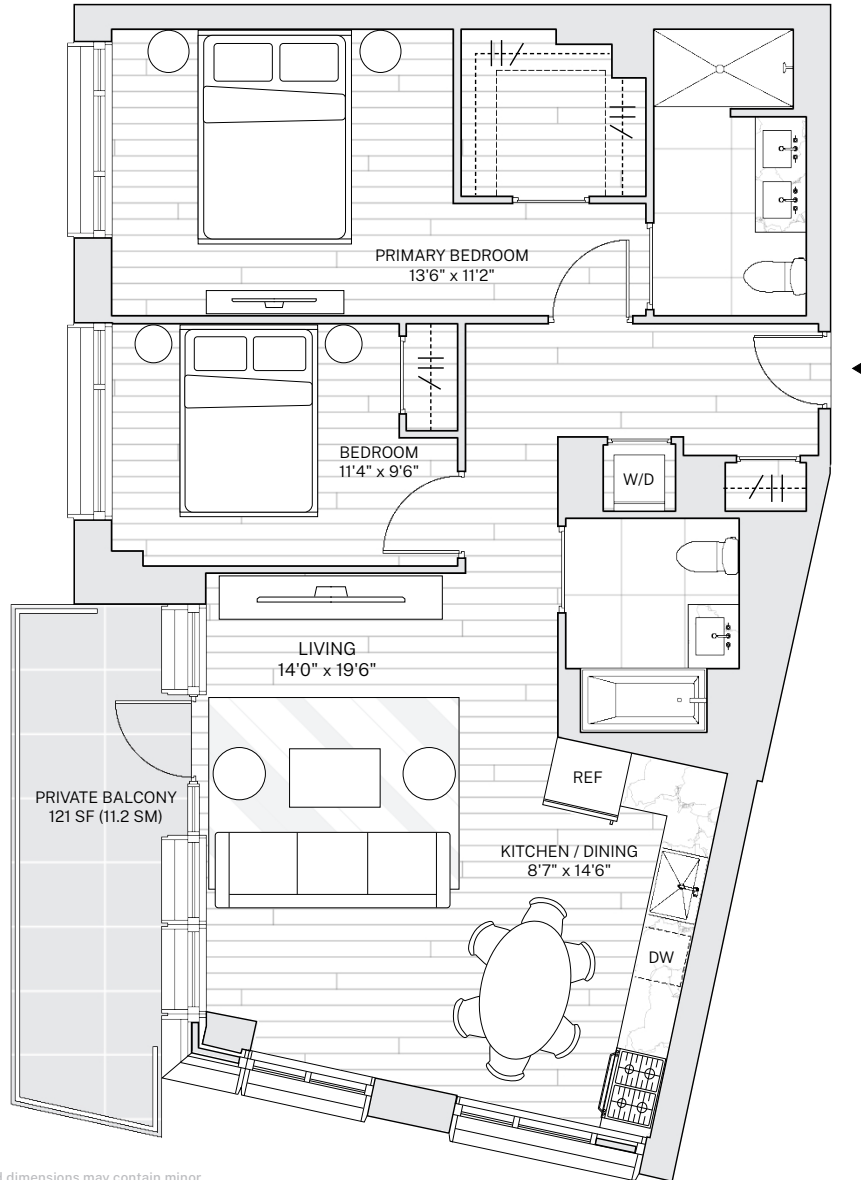 PRIMARY BEDROOM
13'6" x 11'2"
BEDROOM
11'4" x 9'6"
W/D
LIVING
14'0" x 19'6"
REF
PRIVATE BALCONY
121 SF (11.2 SM)
KITCHEN / DINING
8'7" x 14'6"
DW
dimensions may contain minor